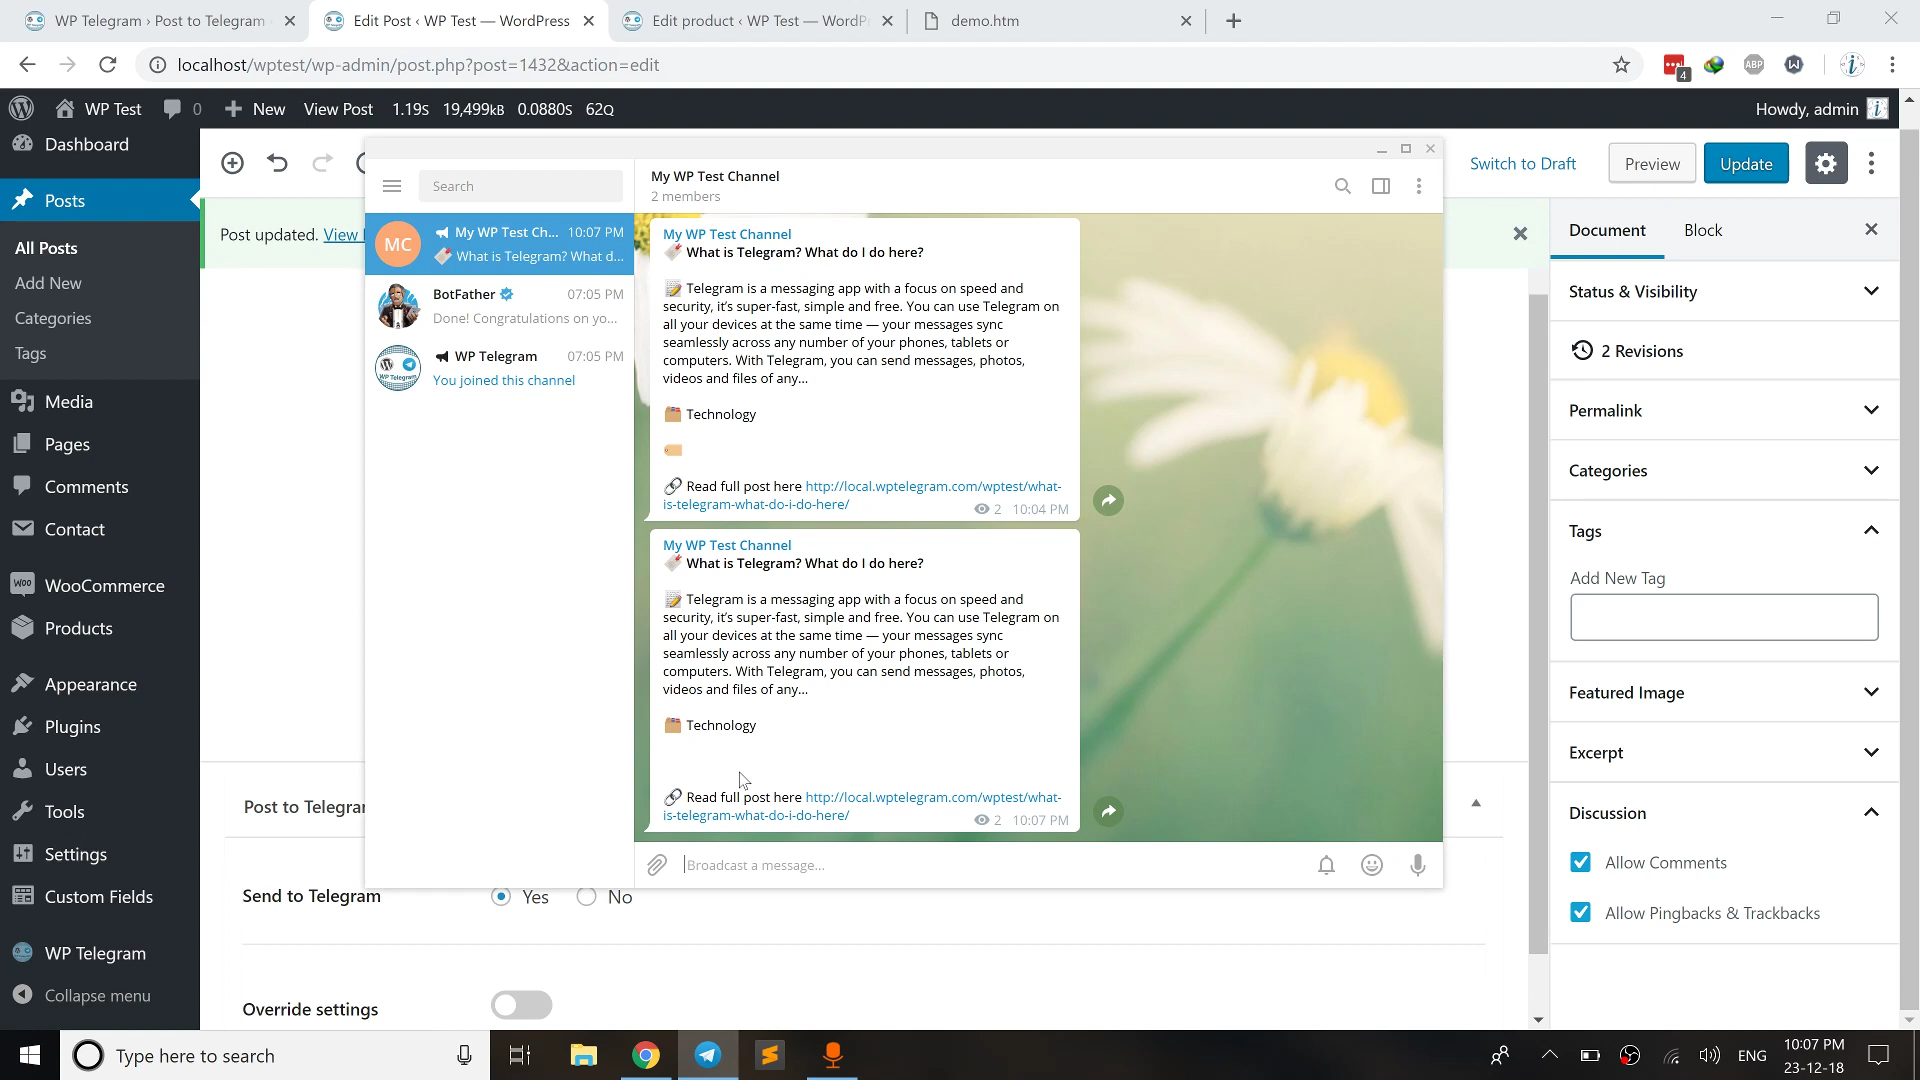 WP Telegram › Post to Telegram
Edit Post ‹ WP Test — WordPress
Edit product ‹ WP Test — WordPr
demo.htm
localhost/wptest/wp-admin/post.php?post=1432&action=edit
4
ABP
WP Test
0
New
View Post
1.19S 19,499KB 0.0880S 62Q
Howdy, admin
Dashboard
Posts
All Posts
Add New
Categories
Tags
Media
Pages
Comments
Contact
WooCommerce
Products
Appearance
Plugins
Users
Tools
Settings
Custom Fields
WP Telegram
Collapse menu
Switch to Draft
Preview
Update
Post updated. View
Search
MC
My WP Test Ch... 10:07 PM
What is Telegram? What d...
BotFather 07:05 PM
Done! Congratulations on yo...
WP Telegram
WP Telegram 07:05 PM
You joined this channel
My WP Test Channel
2 members
My WP Test Channel
What is Telegram? What do I do here?
Telegram is a messaging app with a focus on speed and
security, it's super-fast, simple and free. You can use Telegram on
all your devices at the same time — your messages sync
seamlessly across any number of your phones, tablets or
computers. With Telegram, you can send messages, photos,
videos and files of any...
Technology
Read full post here http://local.wptelegram.com/wptest/what-
is-telegram-what-do-i-do-here/
2 10:04 PM
My WP Test Channel
What is Telegram? What do I do here?
Telegram is a messaging app with a focus on speed and
security, it's super-fast, simple and free. You can use Telegram on
all your devices at the same time — your messages sync
seamlessly across any number of your phones, tablets or
computers. With Telegram, you can send messages, photos,
videos and files of any...
Technology
Read full post here http://local.wptelegram.com/wptest/what-
is-telegram-what-do-i-do-here/
2 10:07 PM
Broadcast a message...
Post to Telegra
Send to Telegram
Yes
No
Override settings
Document
Block
Status & Visibility
2 Revisions
Permalink
Categories
Tags
Add New Tag
Featured Image
Excerpt
Discussion
Allow Comments
Allow Pingbacks & Trackbacks
Type here to search
ENG
10:07 PM
23-12-18